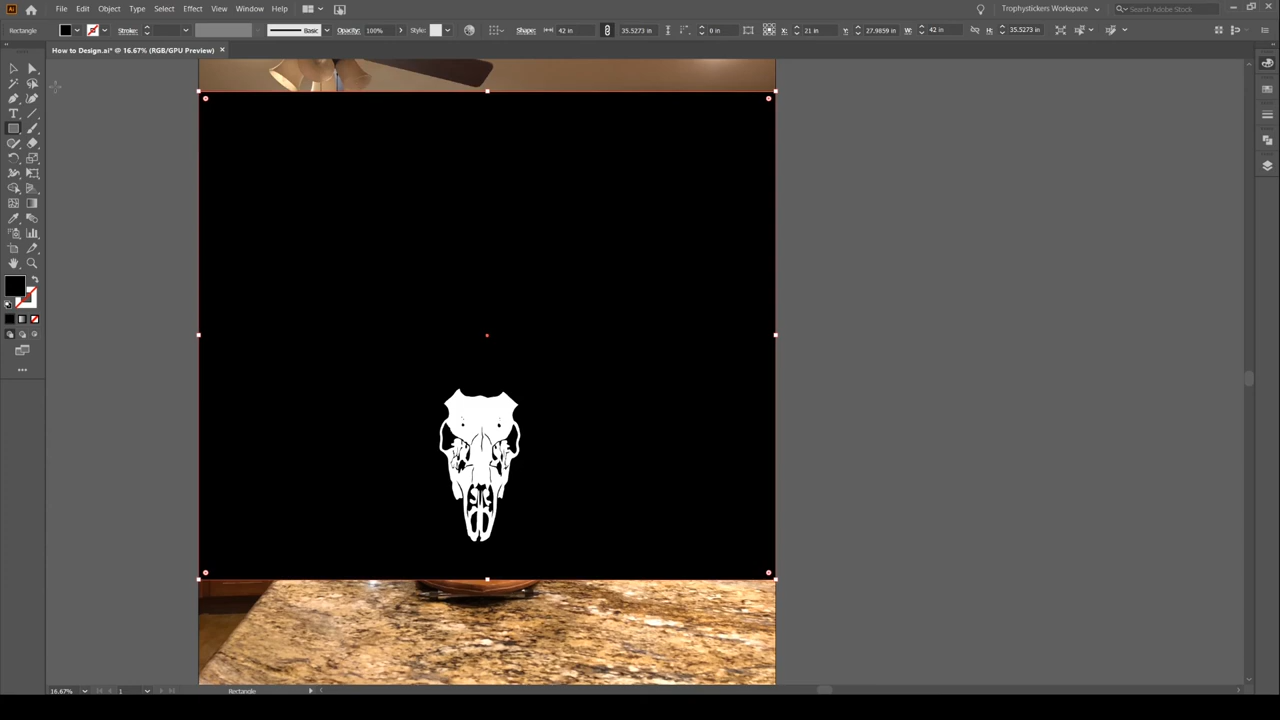 Ai File Edit Object Type Select Effect View Window Help Trophystickers Workspace Search Adobe Stock
Rectangle Stroke: Basic Opacity: 100% Style: Shape: 42 in 35.5273 in 0 in X: 21 in Y: 27.9859 in W: 42 in H: 35.5273 in
How to Design.ai* @ 16.67% (RGB/GPU Preview)
16.67% 1 Rectangle